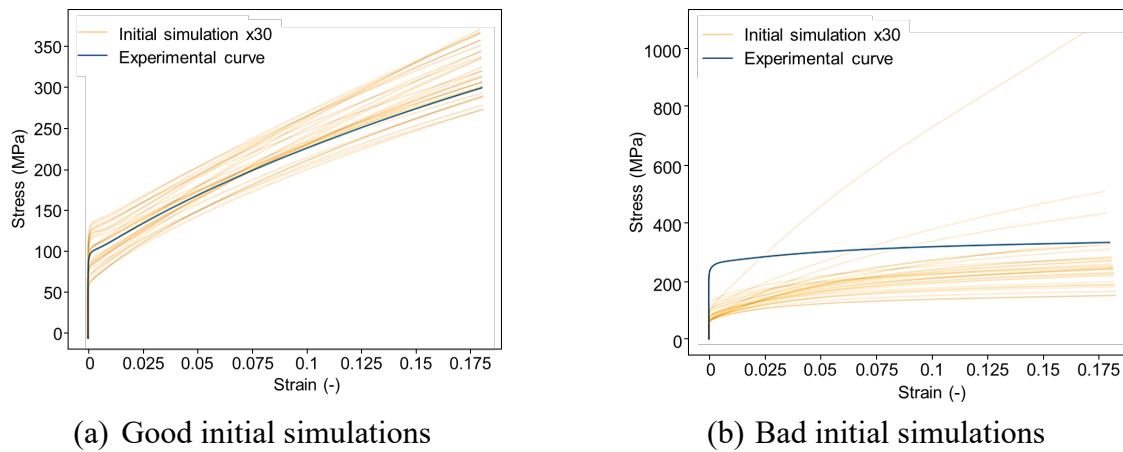 Initial simulation x30
Experimental curve
350
300
250
200
150
100
50
0
Stress (MPa)
0 0.025 0.05 0.075 0.1 0.125 0.15 0.175
Strain (-)
(a) Good initial simulations
Initial simulation x30
Experimental curve
1000
800
600
400
200
0
Stress (MPa)
0 0.025 0.05 0.075 0.1 0.125 0.15 0.175
Strain (-)
(b) Bad initial simulations